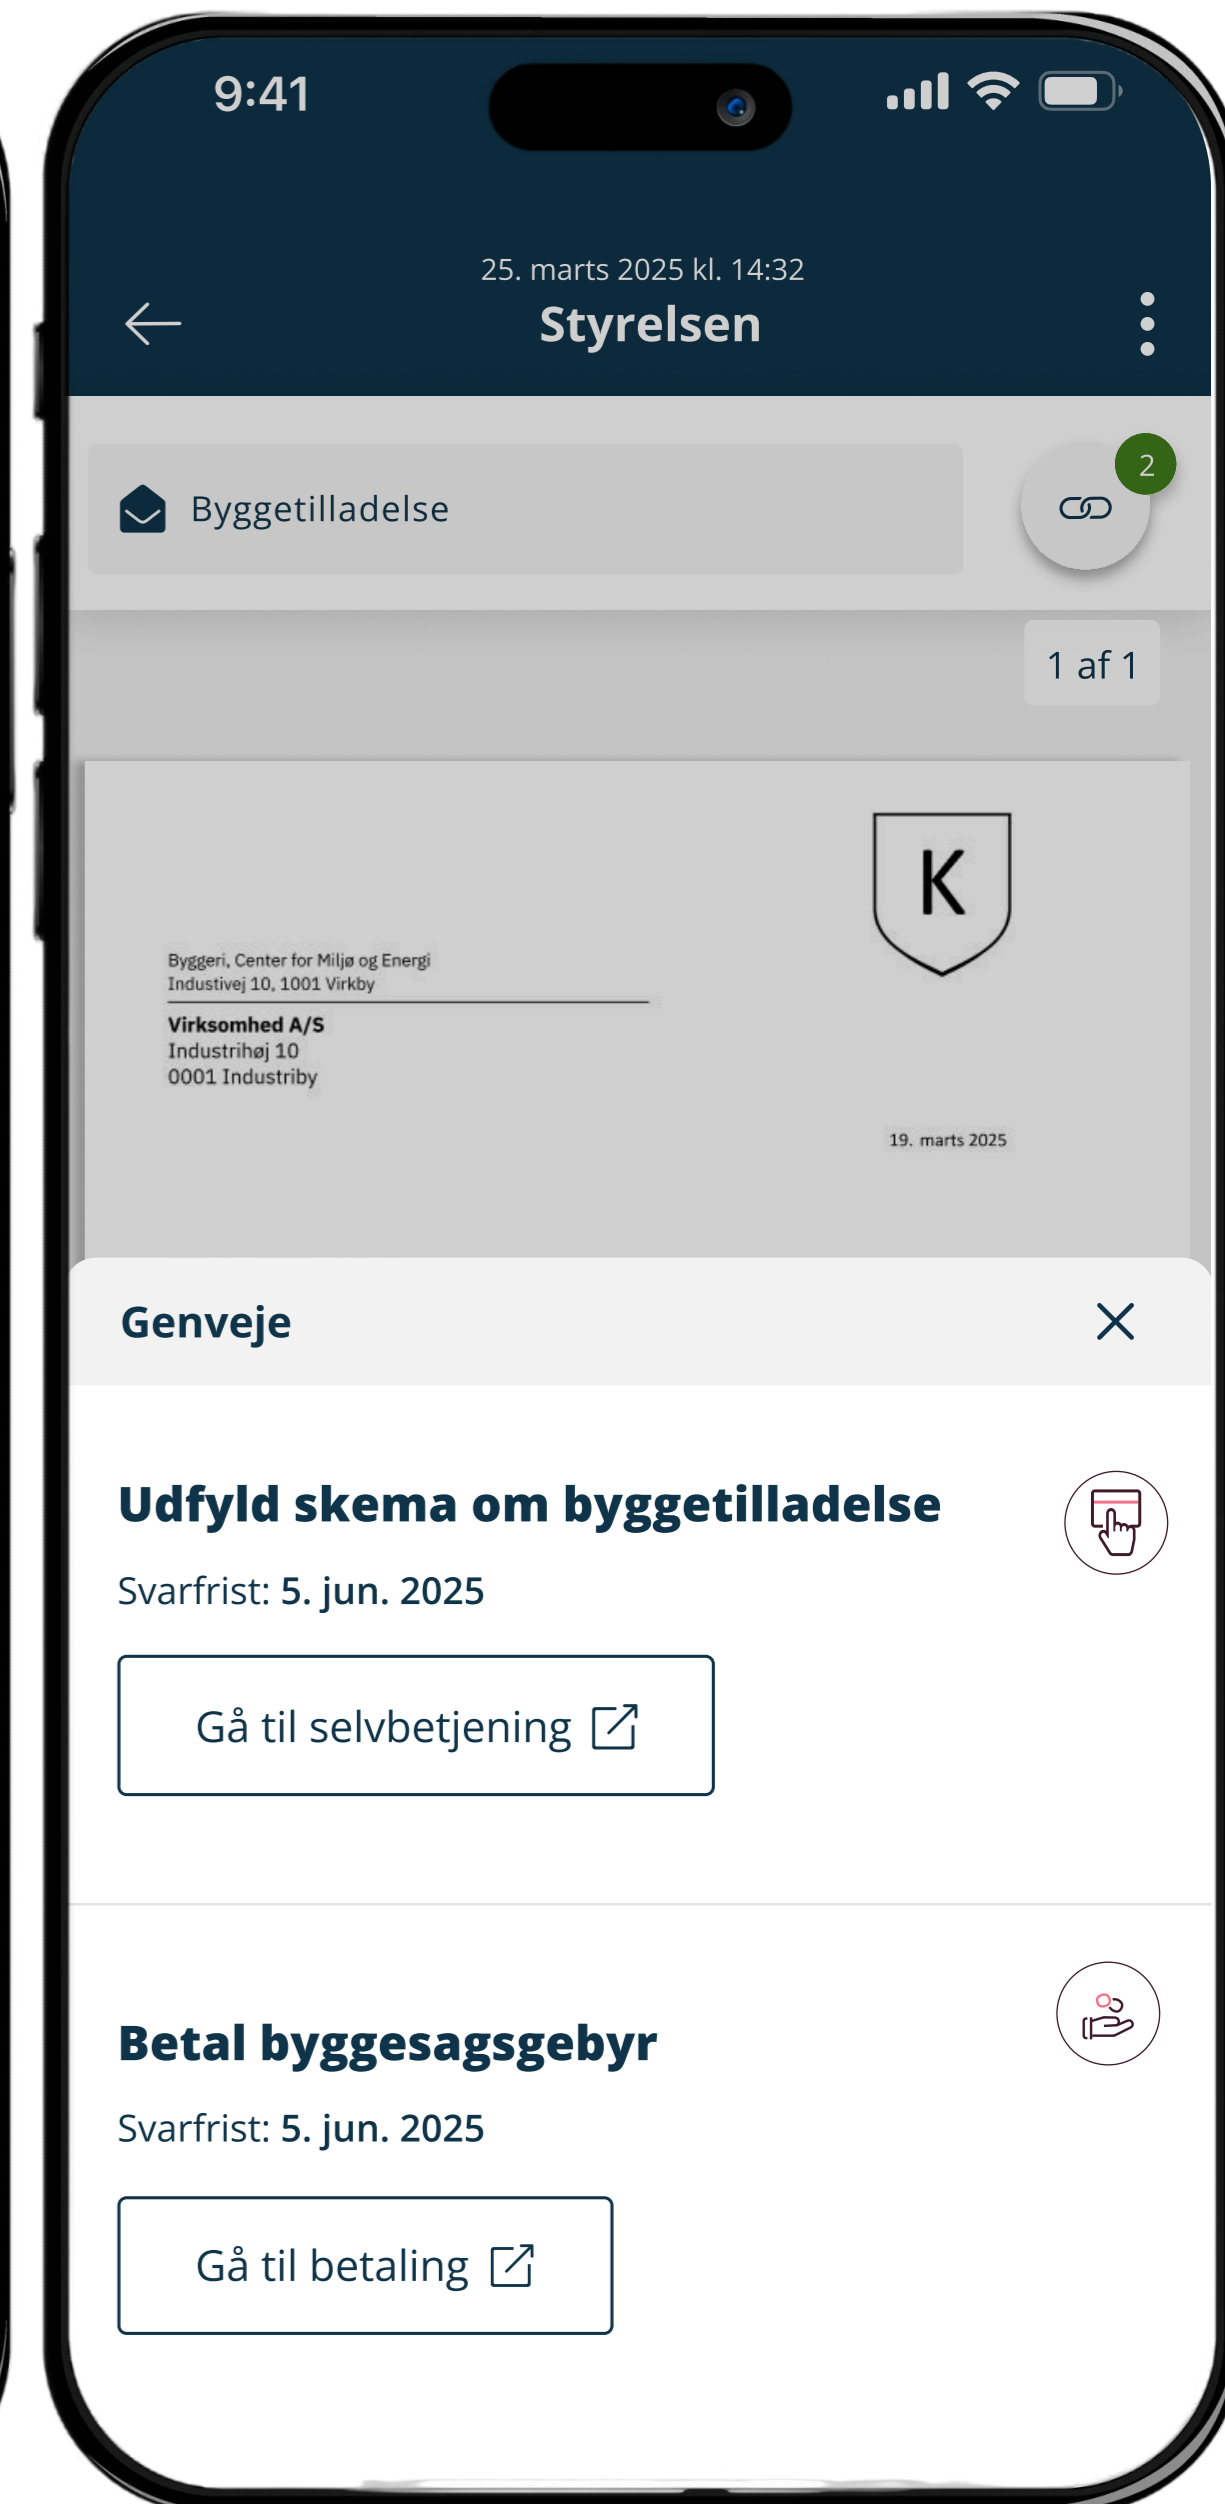 9:41
25. marts 2025 kl. 14:32
Styrelsen
Byggetilladelse
2
1 af 1
K
Byggeri, Center for Miljø og Energi
Industivej 10, 1001 Virkby
Virksomhed A/S
Industrihøj 10
0001 Industriby
19. marts 2025
Genveje
Udfyld skema om byggetilladelse
Svarfrist: 5. jun. 2025
Gå til selvbetjening
Betal byggesagsgebyr
Svarfrist: 5. jun. 2025
Gå til betaling